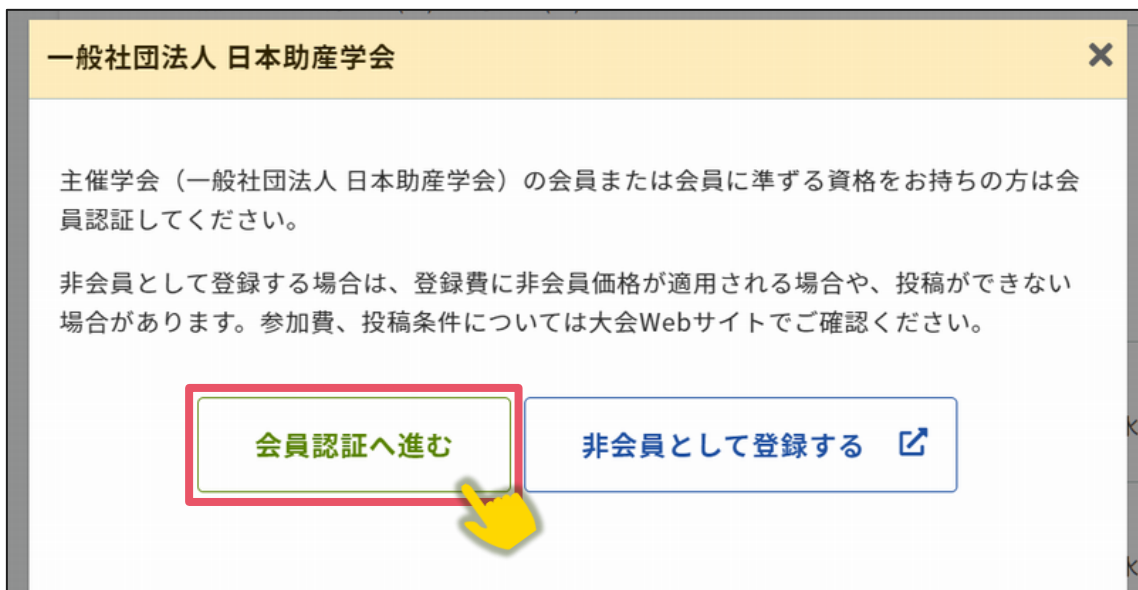 一般社団法人 日本助産学会
主催学会（一般社団法人 日本助産学会）の会員または会員に準ずる資格をお持ちの方は会
員認証してください。
非会員として登録する場合は、登録費に非会員価格が適用される場合や、投稿ができない
場合があります。参加費、投稿条件については大会Webサイトでご確認ください。
会員認証へ進む
非会員として登録する